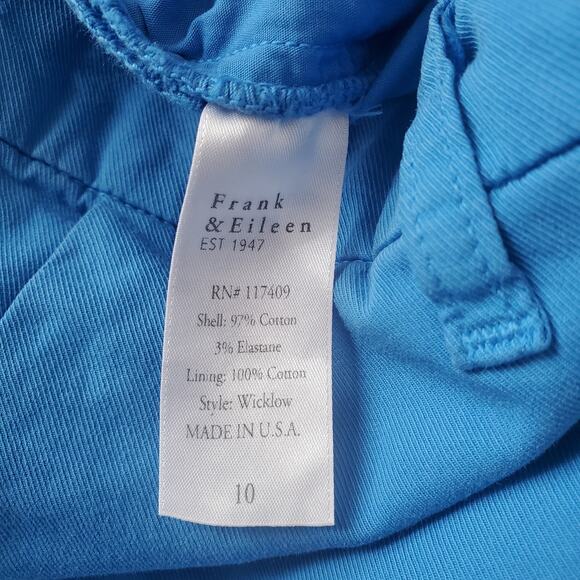 Frank
& Eileen
EST 1947
RN# 117409
Shell: 97% Cotton
3% Elastane
Lining: 100% Cotton
Style: Wicklow
MADE IN U.S.A.
10